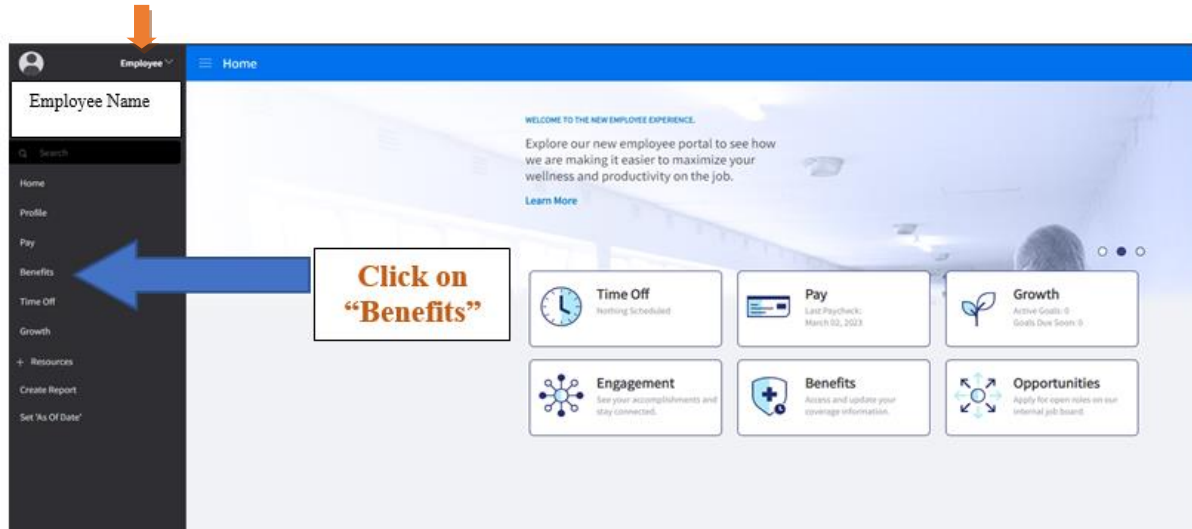 Employee
Home
Employee Name
Search
Home
Profile
Pay
Benefits
Time Off
Growth
+ Resources
Create Report
Set 'As Of Date'
WELCOME TO THE NEW EMPLOYEE EXPERIENCE.
Explore our new employee portal to see how
we are making it easier to maximize your
wellness and productivity on the job.
Learn More
Click on
“Benefits”
Time Off
Nothing Scheduled
Pay
Last Paycheck:
March 02, 2023
Growth
Active Goals: 0
Goals Due Soon: 0
Engagement
See your accomplishments and
stay connected.
Benefits
Access and update your
coverage information.
Opportunities
Apply for open roles on our
internal job board.